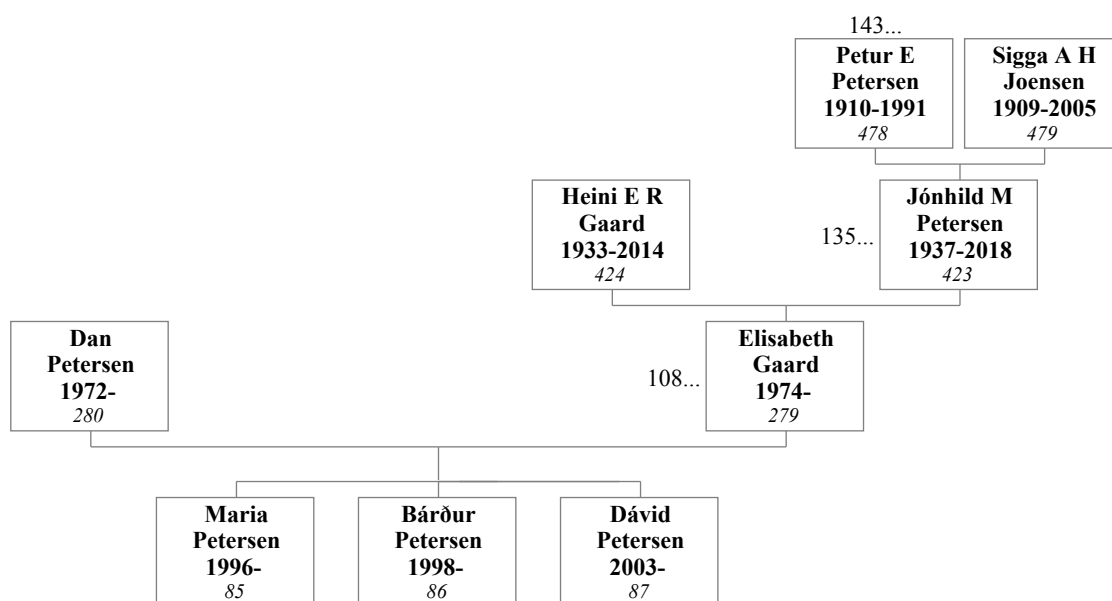 143...
Petur E
Petersen
1910-1991
478
Sigga A H
Joensen
1909-2005
479
Heini E R
Gaard
1933-2014
424
135...
Jónhild M
Petersen
1937-2018
423
Dan
Petersen
1972-
280
108...
Elisabeth
Gaard
1974-
279
Maria
Petersen
1996-
85
Bárður
Petersen
1998-
86
Dávid
Petersen
2003-
87